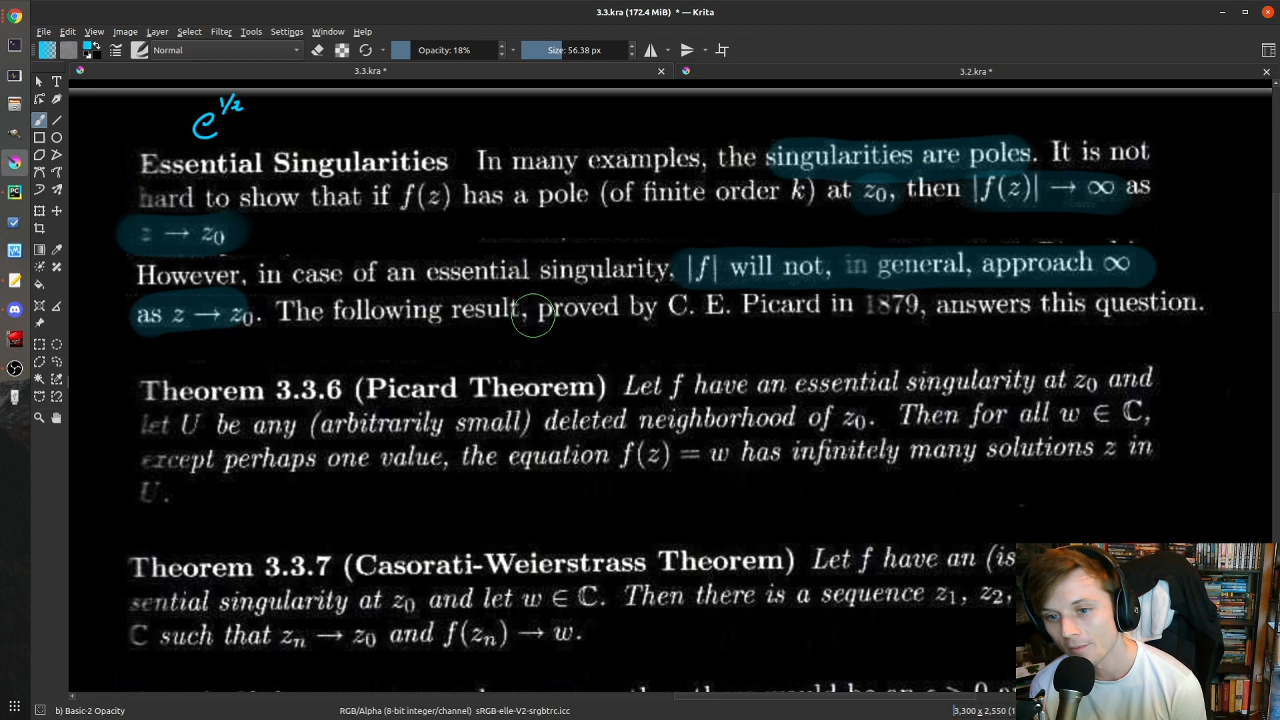 3.3.kra (172.4 MiB) * — Krita
File Edit View Image Layer Select Filter Tools Settings Window Help
Normal Opacity: 18% Size: 56.38 px
3.3.kra * 3.2.kra *
e^1/z
Essential Singularities In many examples, the singularities are poles. It is not
hard to show that if f(z) has a pole (of finite order k) at z₀, then |f(z)| → ∞ as
z → z₀
However, in case of an essential singularity, |f| will not, in general, approach ∞
as z → z₀. The following result, proved by C. E. Picard in 1879, answers this question.
Theorem 3.3.6 (Picard Theorem) Let f have an essential singularity at z₀ and
let U be any (arbitrarily small) deleted neighborhood of z₀. Then for all w ∈ ℂ,
except perhaps one value, the equation f(z) = w has infinitely many solutions z in
U.
Theorem 3.3.7 (Casorati-Weierstrass Theorem) Let f have an (is
sential singularity at z₀ and let w ∈ ℂ. Then there is a sequence z₁, z₂,
ℂ such that zₙ → z₀ and f(zₙ) → w.
b) Basic-2 Opacity RGB/Alpha (8-bit integer/channel) sRGB-elle-V2-srgbtrc.icc 3,300 x 2,550 (1